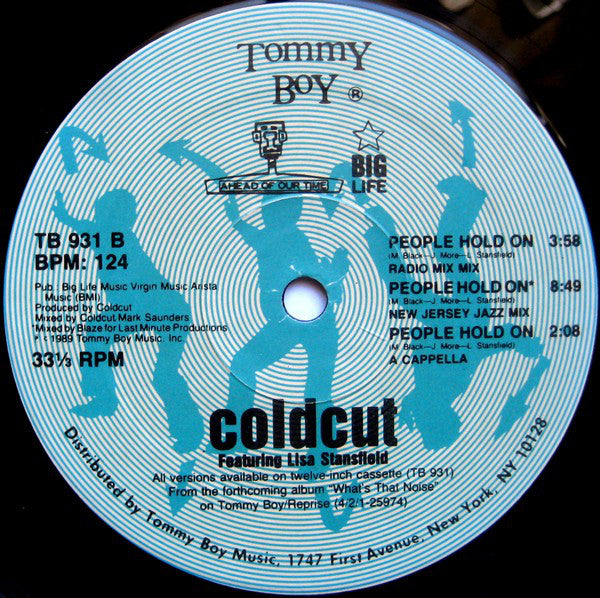 Tommy
Boy ®
AHEAD OF OUR TIME
BIG
LIFE
TB 931 B
BPM: 124
Pub.: Big Life Music Virgin Music Arista
Music (BMI)
Produced by Coldcut
Mixed by Coldcut Mark Saunders
*Mixed by Blaze for Last Minute Productions
℗ © 1989 Tommy Boy Music, Inc.
33⅓ RPM
PEOPLE HOLD ON 3:58
(M. Black—J. More—L. Stansfield)
RADIO MIX MIX
PEOPLE HOLD ON* 8:49
(M. Black—J. More—L. Stansfield)
NEW JERSEY JAZZ MIX
PEOPLE HOLD ON 2:08
(M. Black—J. More—L. Stansfield)
A CAPPELLA
coldcut
Featuring Lisa Stansfield
All versions available on twelve-inch cassette (TB 931)
From the forthcoming album "What's That Noise"
on Tommy Boy/Reprise (4/2/1-25974)
Distributed by Tommy Boy Music, 1747 First Avenue, New York, NY 10128